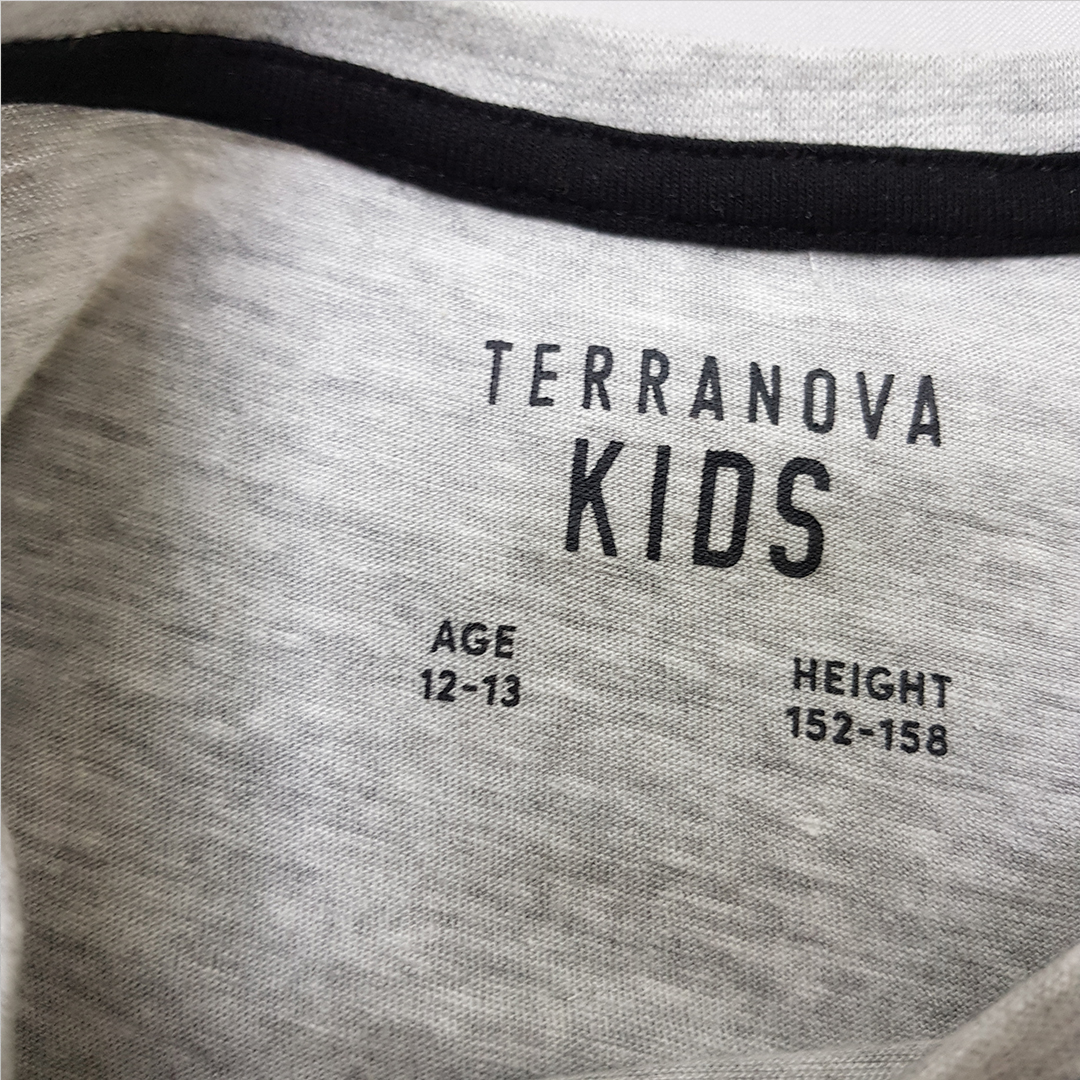 TERRANOVA
KIDS
AGE
12-13
HEIGHT
152-158